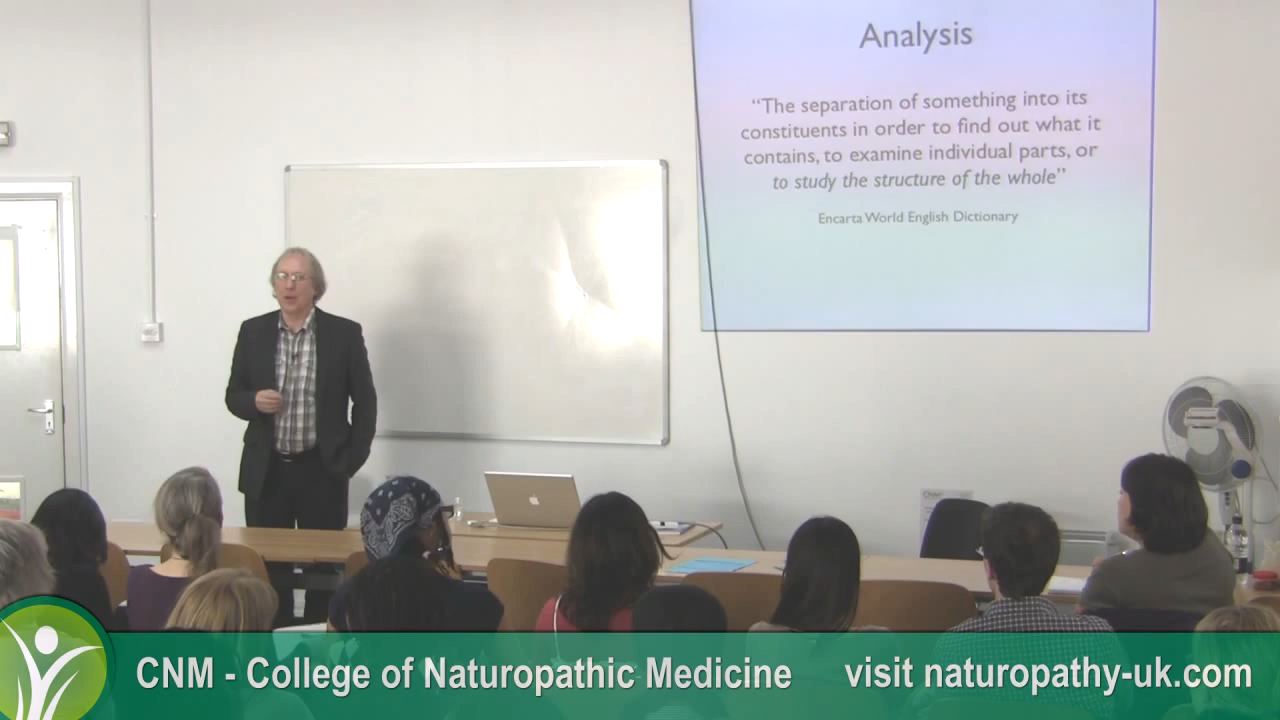 Analysis
“The separation of something into its
constituents in order to find out what it
contains, to examine individual parts, or
to study the structure of the whole”
Encarta World English Dictionary
CNM - College of Naturopathic Medicine
visit naturopathy-uk.com